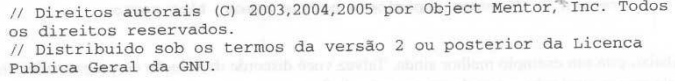 // Direitos autorais (C) 2003,2004,2005 por Object Mentor, Inc. Todos
os direitos reservados.
// Distribuido sob os termos da versão 2 ou posterior da Licenca
Publica Geral da GNU.